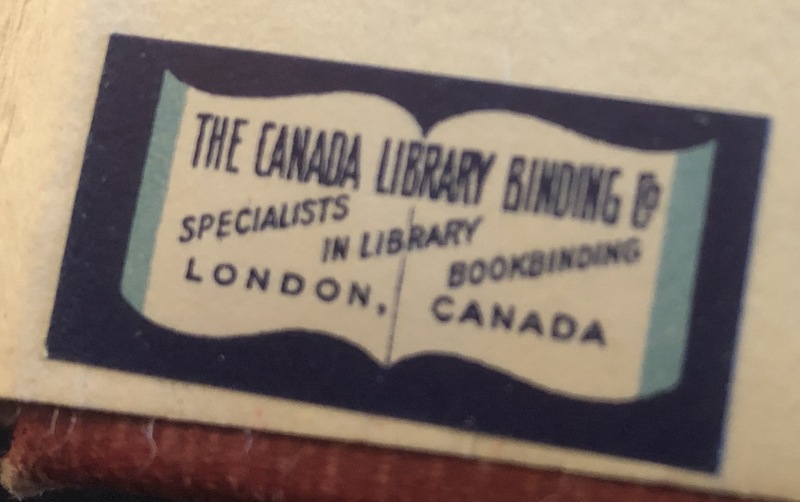 THE CANADA LIBRARY BINDING Co
SPECIALISTS
IN LIBRARY
BOOKBINDING
LONDON, CANADA